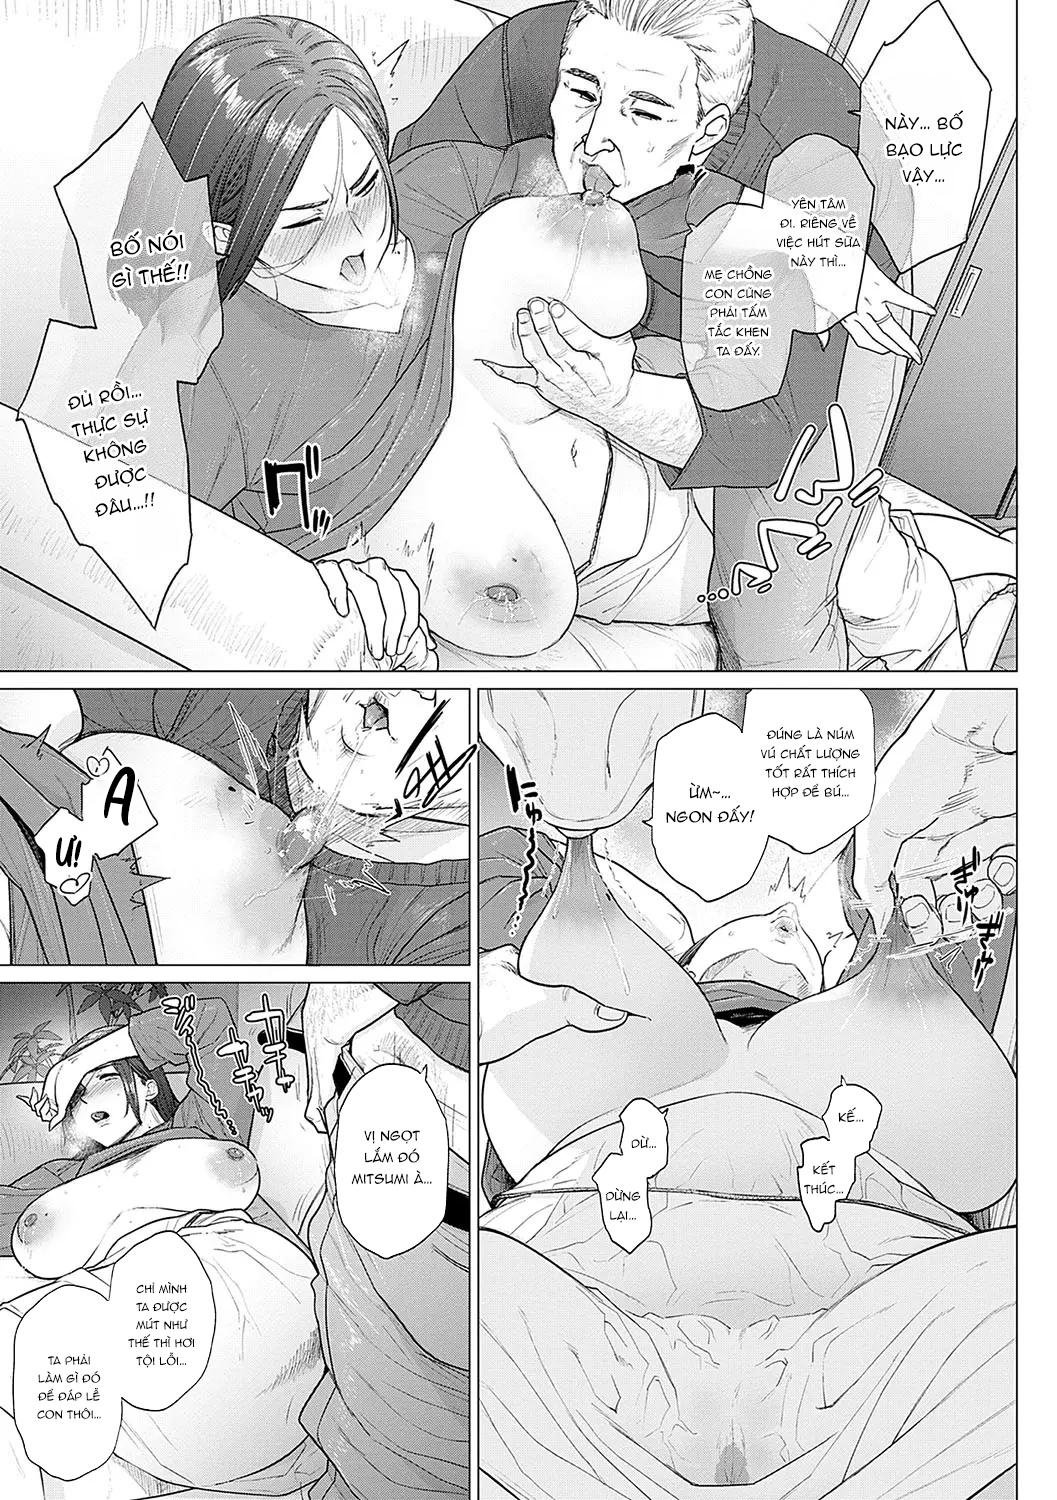 NÀY... BỐ
BẠO LỰC
VẬY...
YÊN TÂM
ĐI. RIÊNG VỀ
VIỆC HÚT SỮA
NÀY THÌ...
MẸ CHỒNG
CON CŨNG
PHẢI TẤM
TẮC KHEN
TA ĐẤY.
BỐ NÓI
GÌ THẾ!!
ĐỦ RỒI...
THỰC SỰ
KHÔNG
ĐƯỢC
ĐÂU...!!
ĐÚNG LÀ NÚM
VÚ CHẤT LƯỢNG
TỐT RẤT THÍCH
HỢP ĐỂ BÚ...
ỪM~...
NGON ĐẤY!
KẾ...
KẾT
THÚC...
DỪ...
DỪNG
LẠI...
A
Ư!
VỊ NGỌT
LẮM ĐÓ
MITSUMI À...
CHỈ MÌNH
TA ĐƯỢC
MÚT NHƯ
THẾ THÌ HƠI
TỘI LỖI...
TA PHẢI
LÀM GÌ ĐÓ
ĐỂ ĐÁP LỄ
CON THÔI...